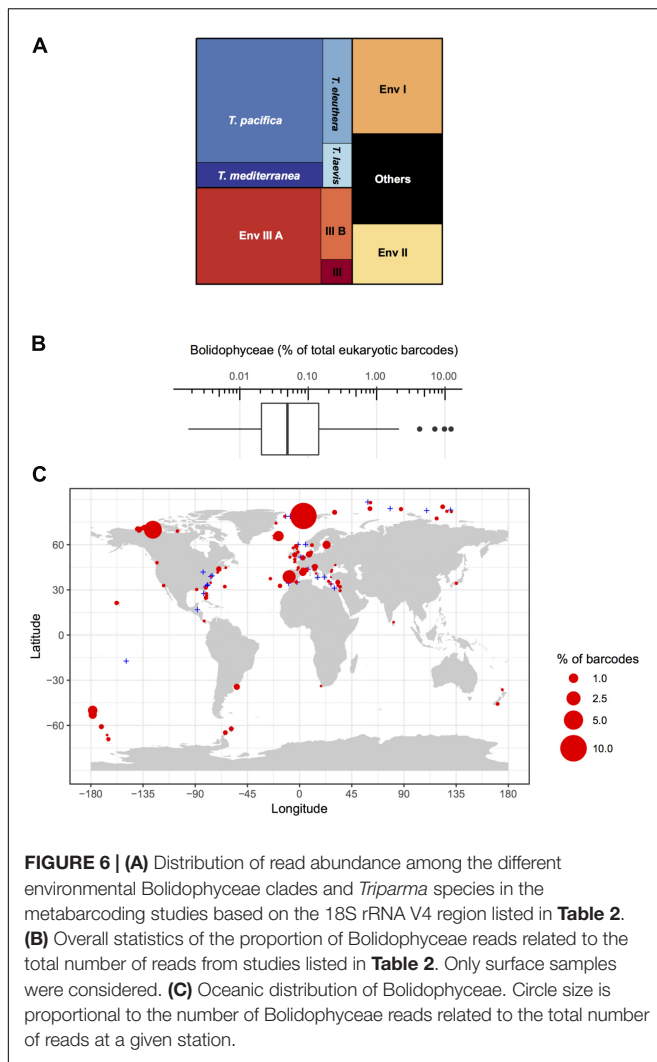 A
T. pacifica
T. eleuthera
Env I
T. laevis
T. mediterranea
Others
Env III A
III B
Env II
III
B
Bolidophyceae (% of total eukaryotic barcodes)
0.01 0.10 1.00 10.00
C
60
30
0
−30
−60
Latitude
−180 −135 −90 −45 0 45 90 135 180
Longitude
% of barcodes
1.0
2.5
5.0
10.0
FIGURE 6 | (A) Distribution of read abundance among the different
environmental Bolidophyceae clades and Triparma species in the
metabarcoding studies based on the 18S rRNA V4 region listed in Table 2.
(B) Overall statistics of the proportion of Bolidophyceae reads related to the
total number of reads from studies listed in Table 2. Only surface samples
were considered. (C) Oceanic distribution of Bolidophyceae. Circle size is
proportional to the number of Bolidophyceae reads related to the total number
of reads at a given station.